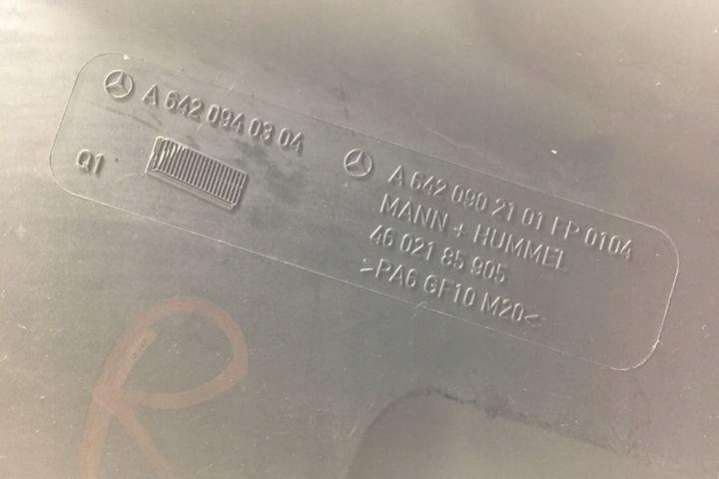 A 642 094 03 04
Q1
A 642 090 21 01 FP 0104
MANN + HUMMEL
46 021 85 905
>PA6 GF10 M20<
R